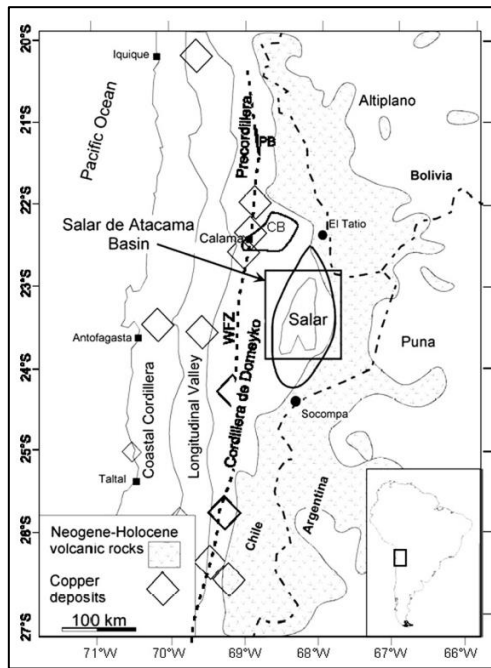 20°S
21°S
22°S
23°S
24°S
25°S
26°S
27°S
Iquique
Pacific Ocean
Precordillera
PB
Altiplano
Bolivia
Salar de Atacama
Basin
Calama
CB
El Tatio
Salar
Puna
Antofagasta
WFZ
Cordillera de Domeyko
Longitudinal Valley
Coastal Cordillera
Socompa
Taltal
Chile
Argentina
Neogene-Holocene
volcanic rocks
Copper
deposits
100 km
71°W
70°W
69°W
68°W
67°W
66°W